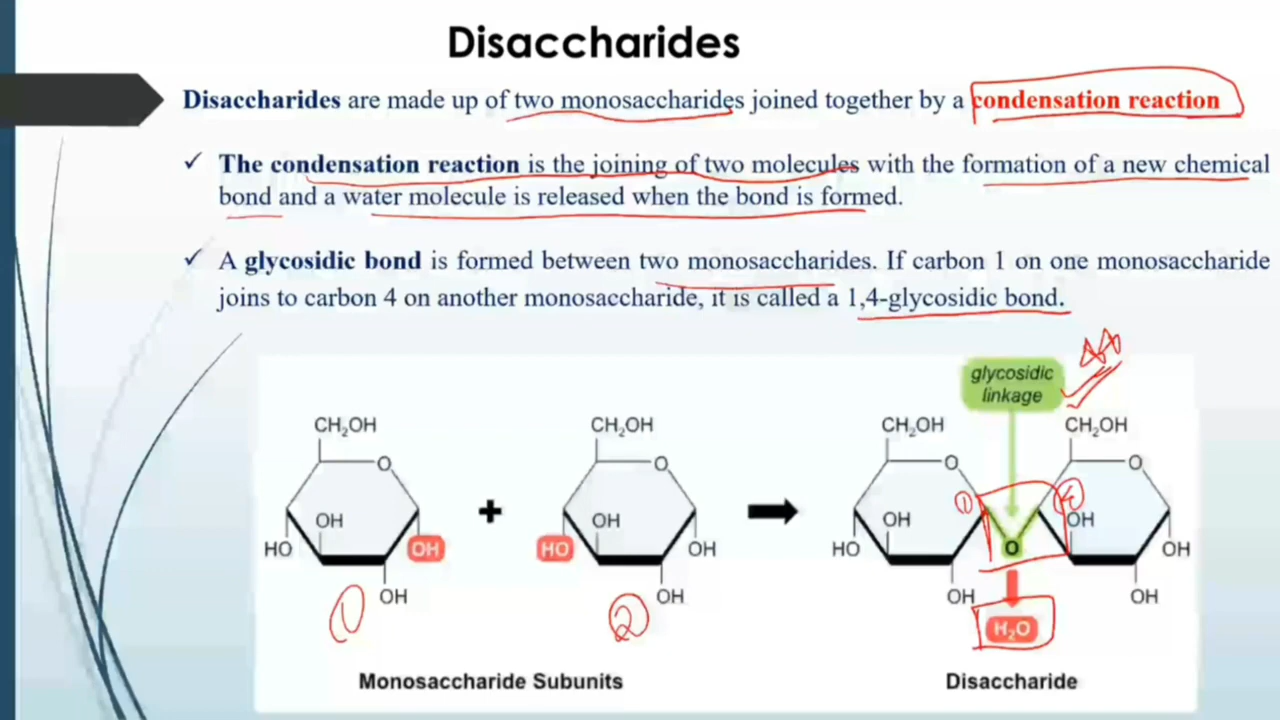 Disaccharides
Disaccharides are made up of two monosaccharides joined together by a condensation reaction
✓ The condensation reaction is the joining of two molecules with the formation of a new chemical
bond and a water molecule is released when the bond is formed.
✓ A glycosidic bond is formed between two monosaccharides. If carbon 1 on one monosaccharide
joins to carbon 4 on another monosaccharide, it is called a 1,4-glycosidic bond.
glycosidic
linkage
CH₂OH CH₂OH CH₂OH CH₂OH
O O O O
① ④
OH OH OH OH
+
HO OH HO OH HO O OH
OH OH OH OH
① ② H₂O
Monosaccharide Subunits Disaccharide